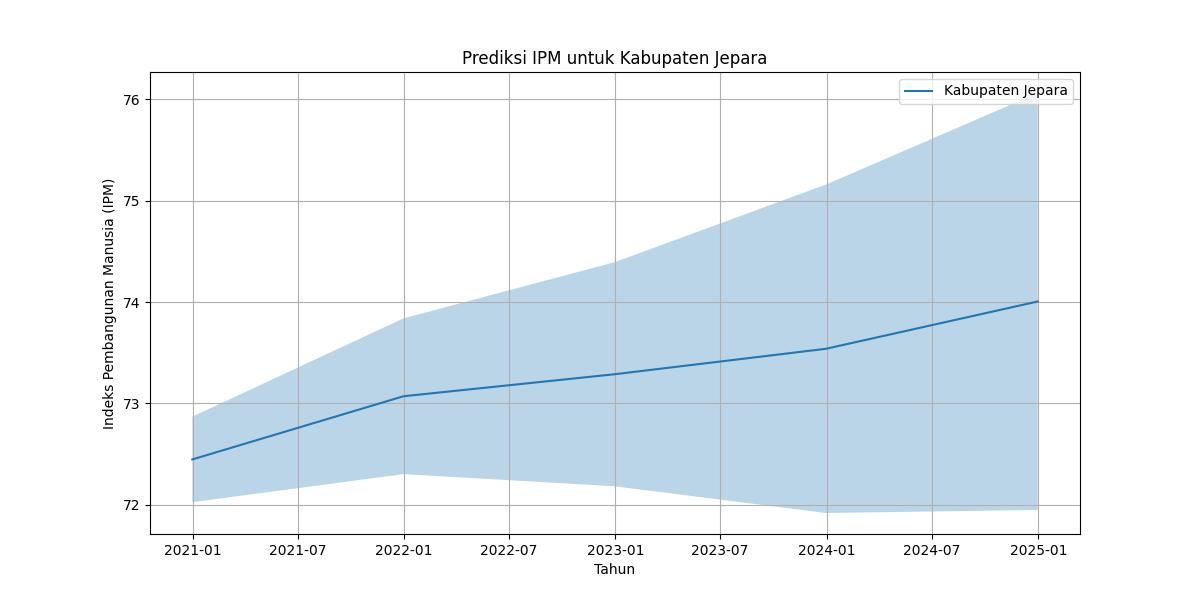 Prediksi IPM untuk Kabupaten Jepara
Kabupaten Jepara
76
75
74
73
72
Indeks Pembangunan Manusia (IPM)
2021-01 2021-07 2022-01 2022-07 2023-01 2023-07 2024-01 2024-07 2025-01
Tahun